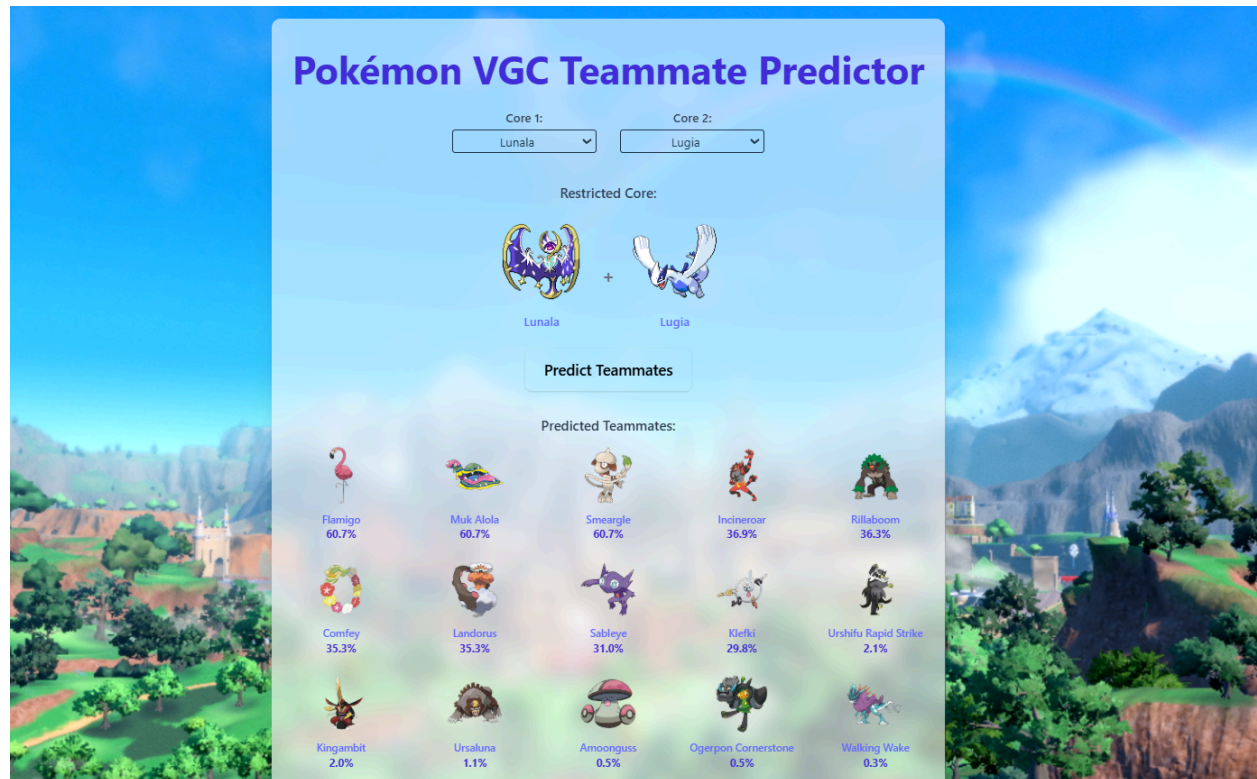 Pokémon VGC Teammate Predictor
Core 1: Core 2:
Lunala Lugia
Restricted Core:
+
Lunala Lugia
Predict Teammates
Predicted Teammates:
Flamigo Muk Alola Smeargle Incineroar Rillaboom
60.7% 60.7% 60.7% 36.9% 36.3%
Comfey Landorus Sableye Klefki Urshifu Rapid Strike
35.3% 35.3% 31.0% 29.8% 2.1%
Kingambit Ursaluna Amoonguss Ogerpon Cornerstone Walking Wake
2.0% 1.1% 0.5% 0.5% 0.3%